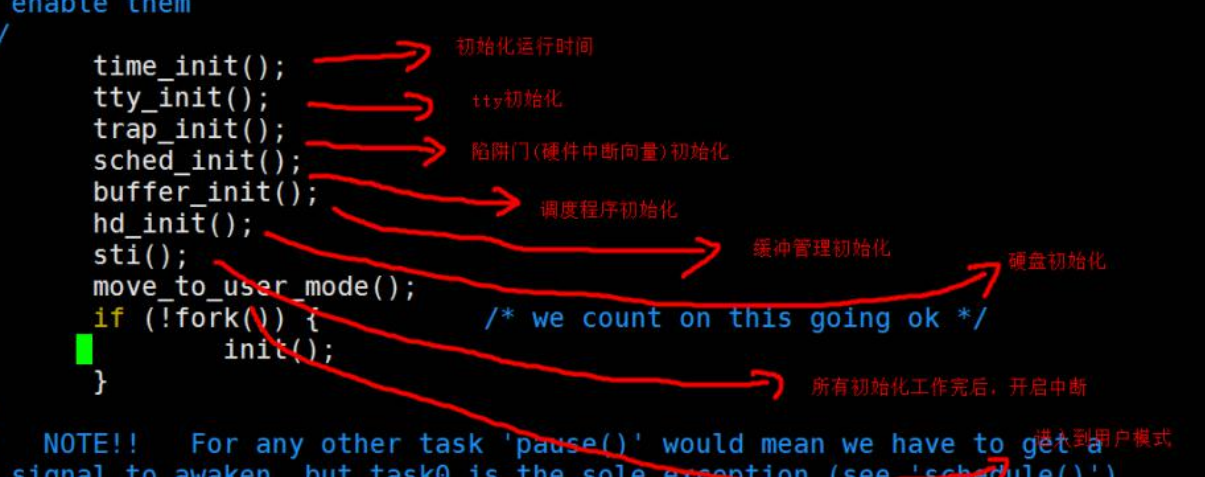 enable them
/
time_init(); 初始化运行时间
tty_init(); tty初始化
trap_init();
陷阱门(硬件中断向量)初始化
sched_init();
buffer_init();
调度程序初始化
hd_init();
缓冲管理初始化
sti();
硬盘初始化
move_to_user_mode();
if (!fork()) { /* we count on this going ok */
init();
}
所有初始化工作完后，开启中断
NOTE!! For any other task 'pause()' would mean we have to get a
进入到用户模式
signal to awaken, but task0 is the sole exception (see 'schedule()')